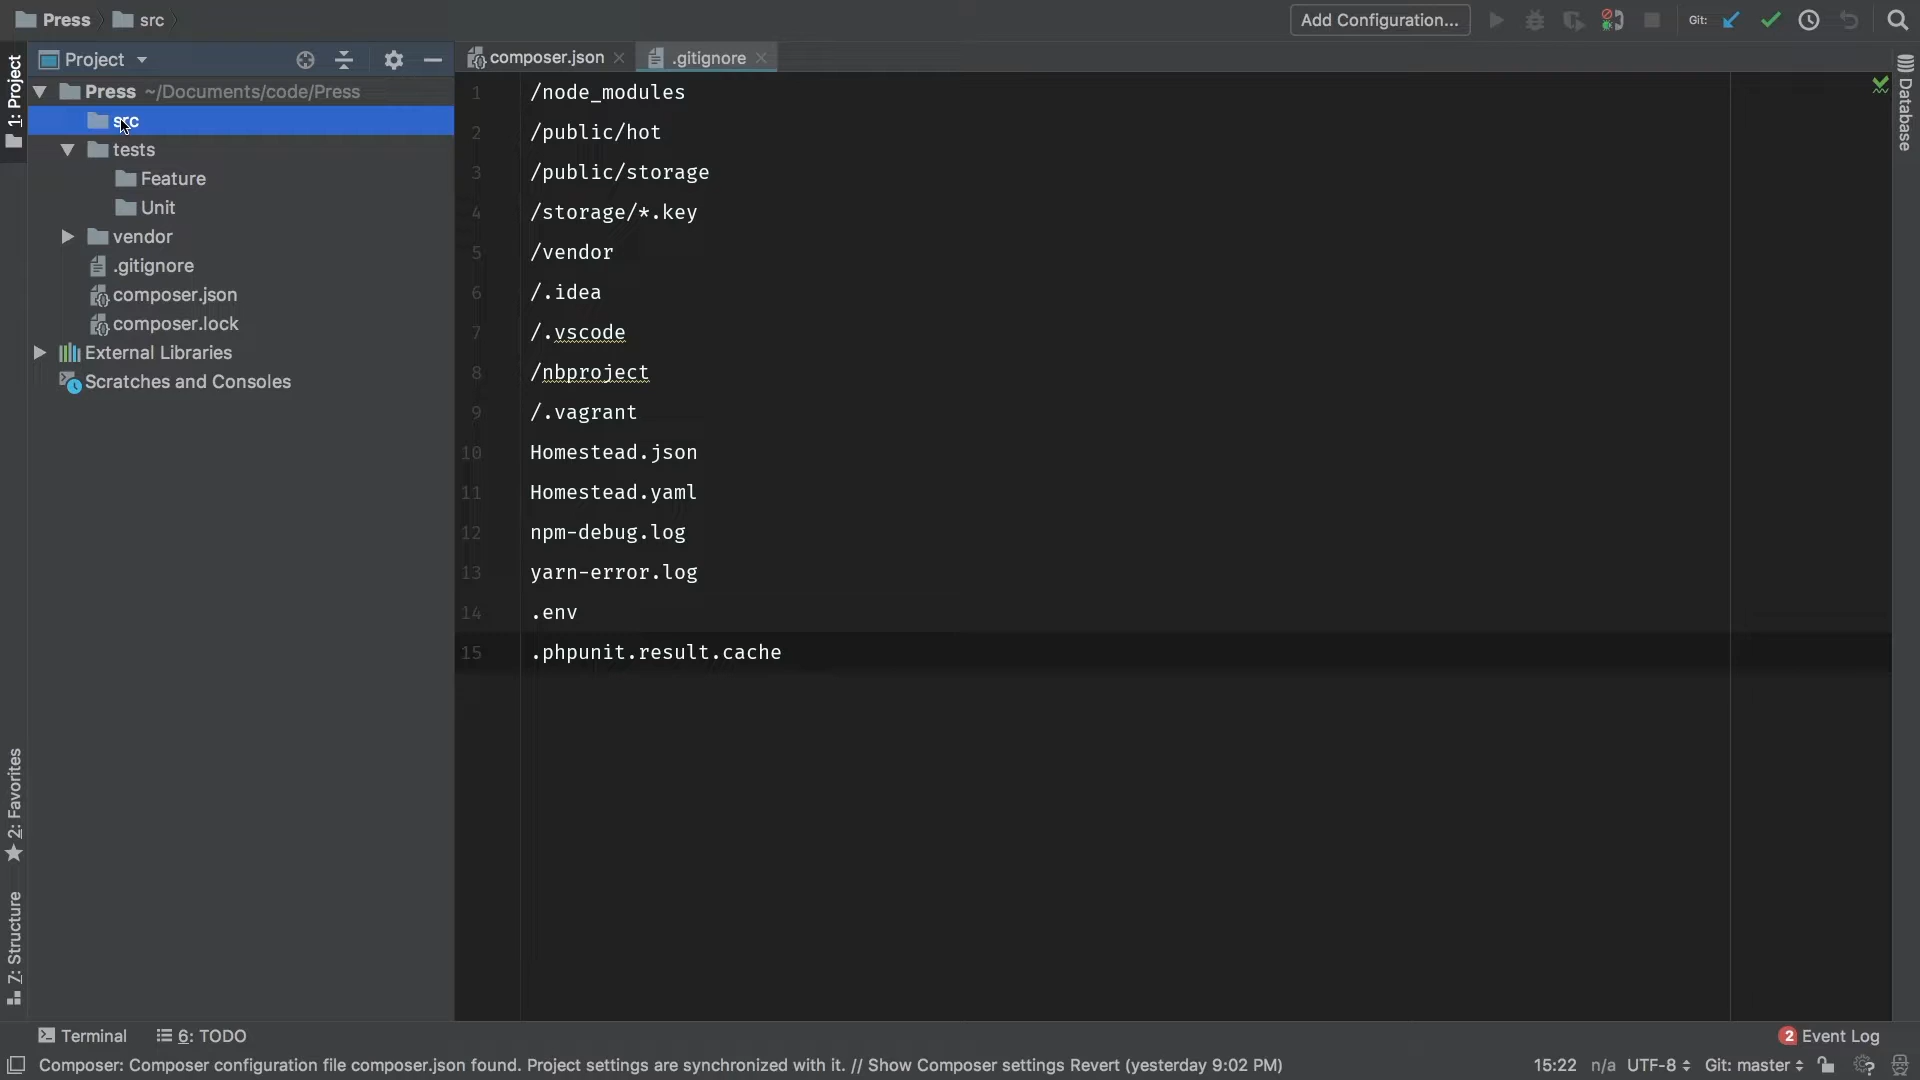 Press src
Add Configuration...
Git:
1: Project
Project
composer.json
.gitignore
Database
Press ~/Documents/code/Press
src
tests
Feature
Unit
vendor
.gitignore
composer.json
composer.lock
External Libraries
Scratches and Consoles
1 /node_modules
2 /public/hot
3 /public/storage
4 /storage/*.key
5 /vendor
6 /.idea
7 /.vscode
8 /nbproject
9 /.vagrant
10 Homestead.json
11 Homestead.yaml
12 npm-debug.log
13 yarn-error.log
14 .env
15 .phpunit.result.cache
2: Favorites
7: Structure
Terminal
6: TODO
2 Event Log
Composer: Composer configuration file composer.json found. Project settings are synchronized with it. // Show Composer settings Revert (yesterday 9:02 PM)
15:22 n/a UTF-8 Git: master